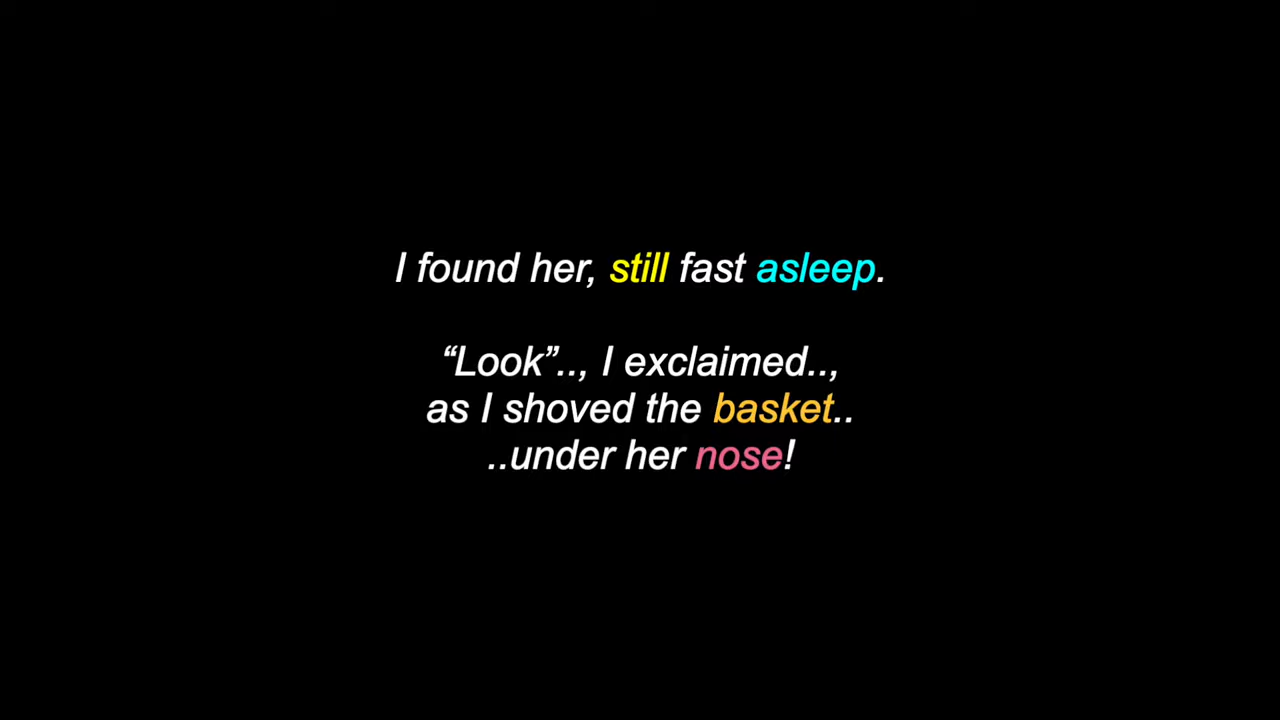 I found her, still fast asleep.
“Look”.., I exclaimed..,
as I shoved the basket..
..under her nose!